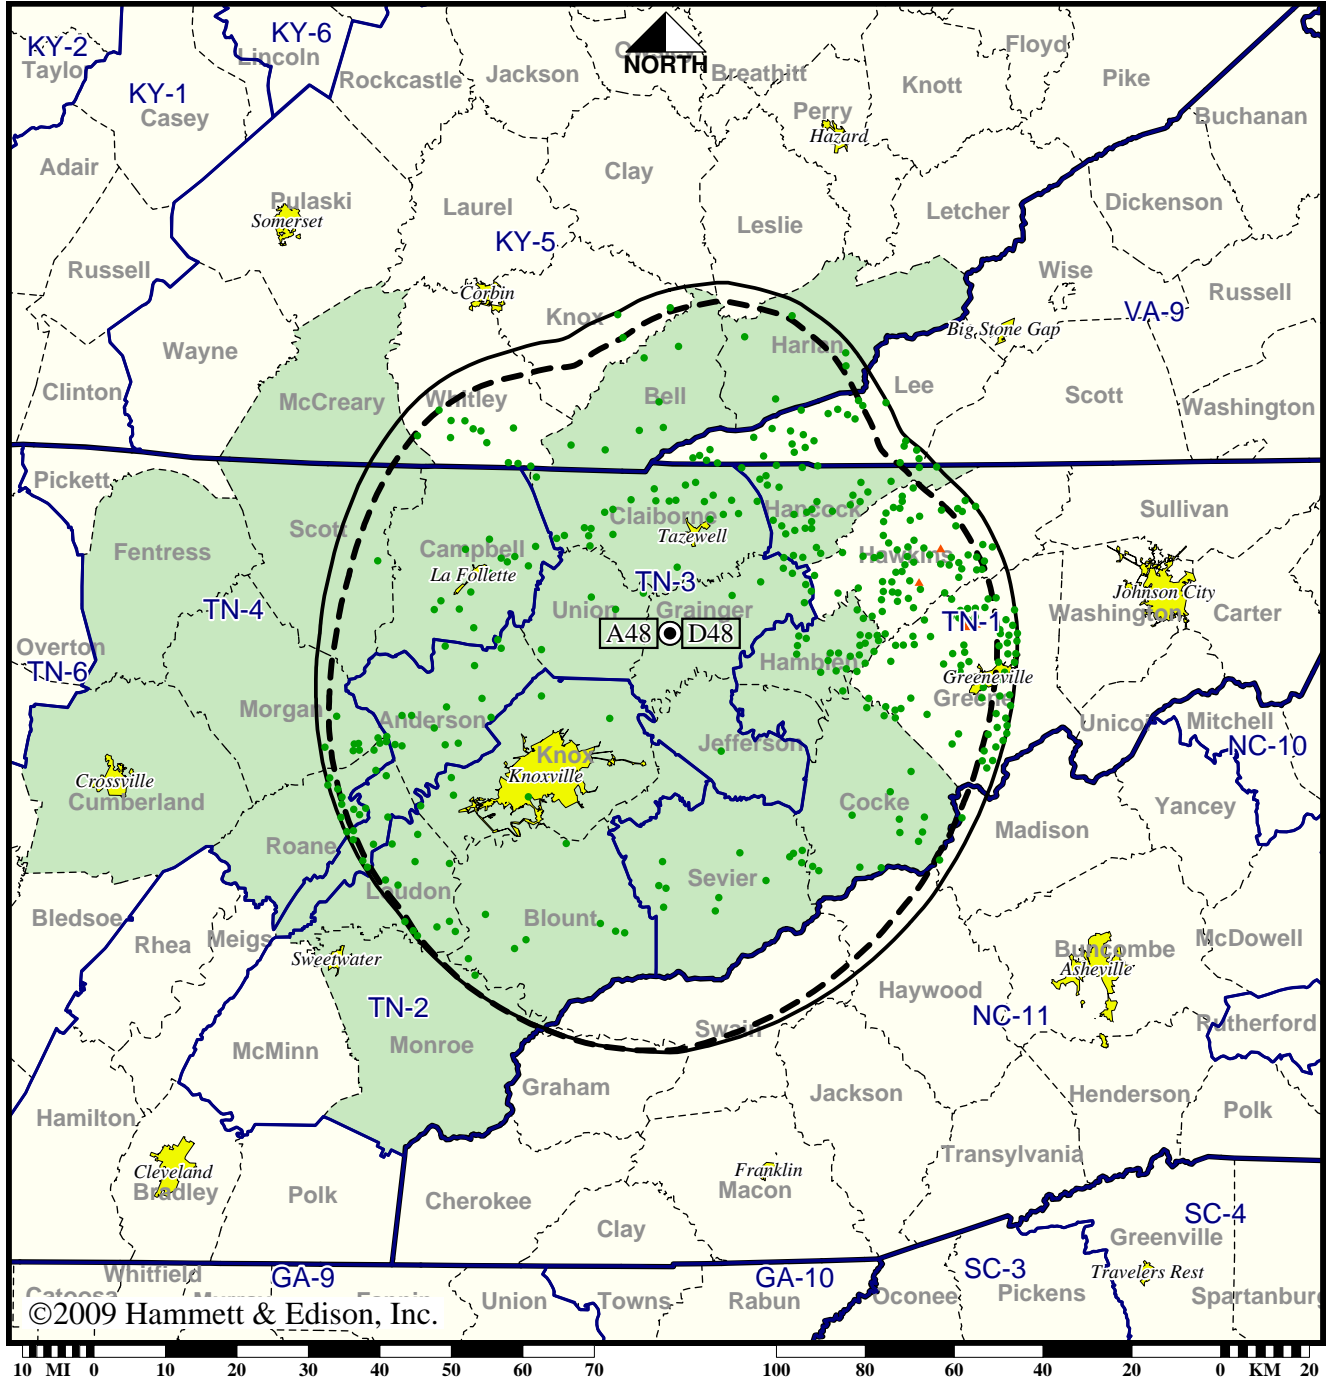 KY-2
KY-6
Lincoln
Taylo
Rockcastle
Jackson
NORTH
Breathitt
Floyd
Knott
Pike
KY-1
Casey
Perry
Hazard
Buchanan
Adair
Clay
Pulaski
Somerset
Laurel
Leslie
Letcher
Dickenson
KY-5
Russell
Wise
Russell
Corbin
Knox
VA-9
Big Stone Gap
Wayne
Harlan
Clinton
McCreary
Whitley
Bell
Lee
Scott
Washington
Pickett
Scott
Claiborne
Hancock
Sullivan
Tazewell
Fentress
Campbell
Hawkins
La Follette
TN-3
Johnson City
TN-4
Union
Grainger
TN-1
Washington
Carter
A48
D48
Overton
TN-6
Hamblen
Greeneville
Greene
Morgan
Anderson
Unicoi
Mitchell
Jefferson
NC-10
Knox
Knoxville
Crossville
Cumberland
Cocke
Yancey
Madison
Roane
Loudon
Sevier
Bledsoe
Blount
Rhea
Meigs
McDowell
Buncombe
Sweetwater
Asheville
Haywood
TN-2
NC-11
Swain
Rutherford
McMinn
Monroe
Graham
Jackson
Henderson
Hamilton
Polk
Transylvania
Cleveland
Bradley
Polk
Franklin
Macon
Cherokee
Clay
SC-4
Greenville
Whitfield
GA-9
GA-10
SC-3
Travelers Rest
Catoosa
Union
Towns
Rabun
Oconee
Pickens
Spartanburg
©2009 Hammett & Edison, Inc.
10 MI 0 10 20 30 40 50 60 70 100 80 60 40 20 0 KM 20